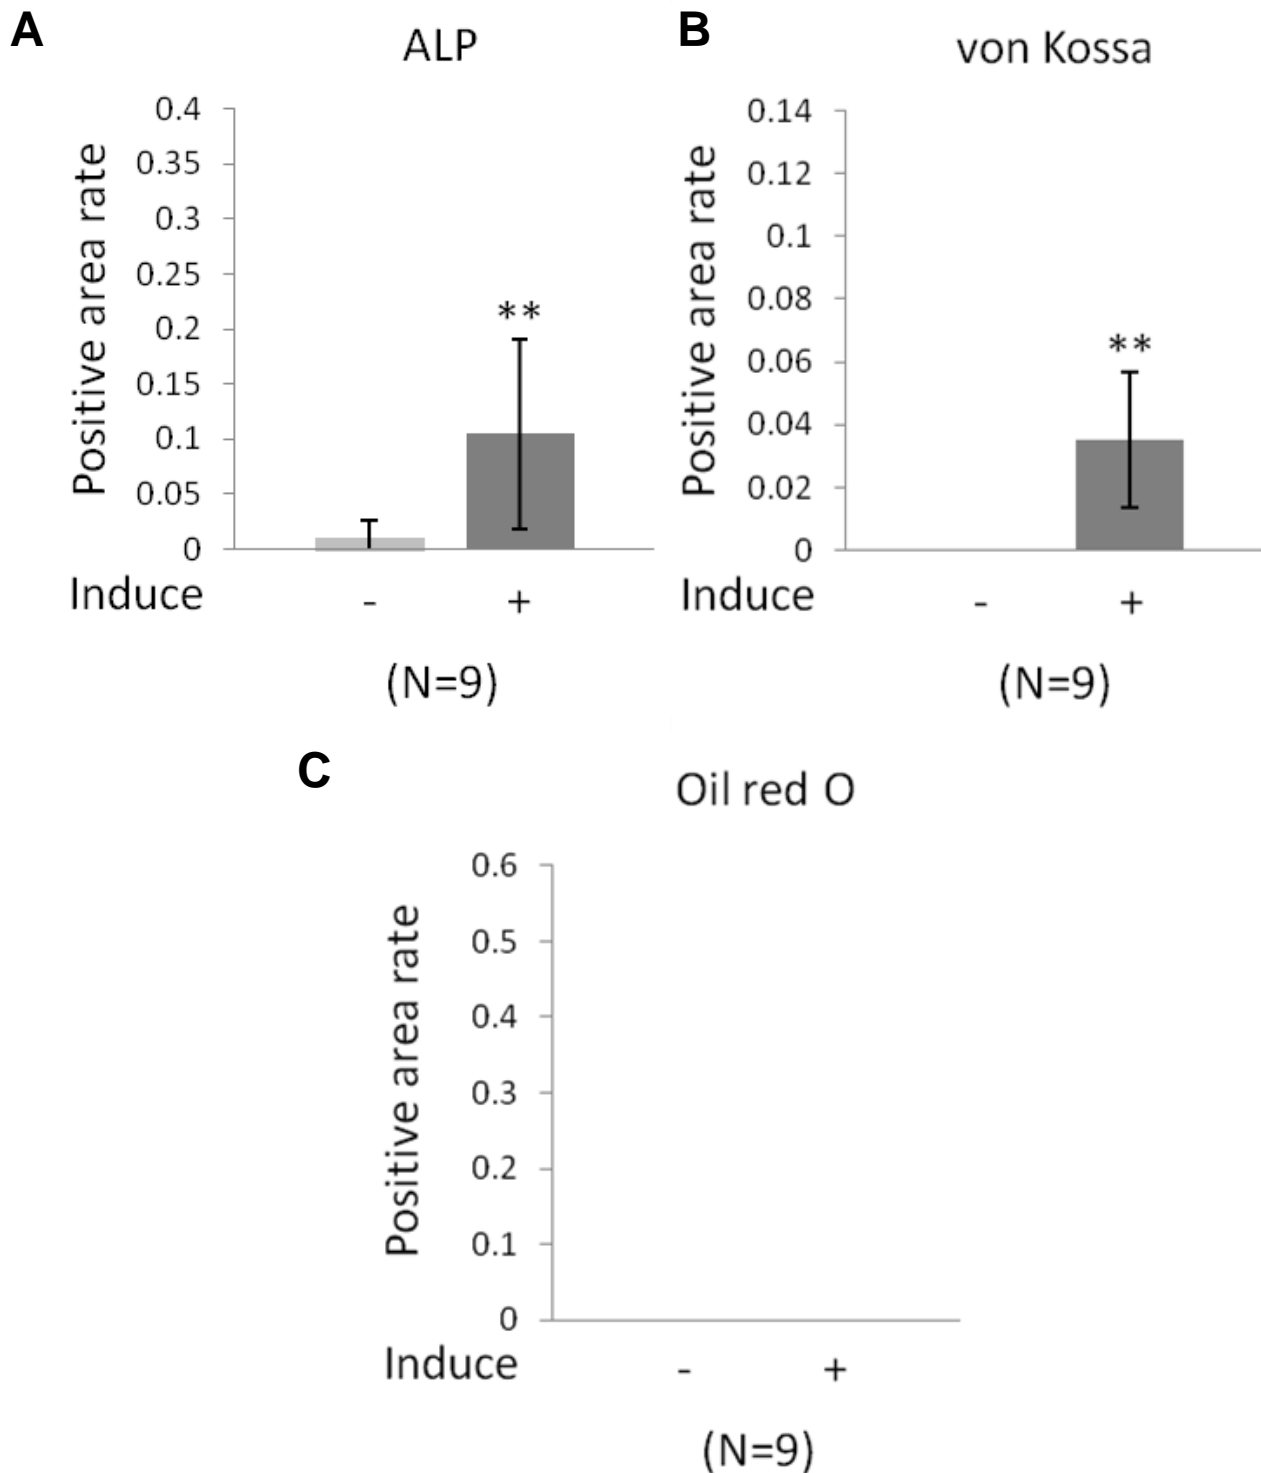 A
ALP
Positive area rate
0.4
0.35
0.3
0.25
0.2
0.15
0.1
0.05
0
**
Induce - +
(N=9)
B
von Kossa
Positive area rate
0.14
0.12
0.1
0.08
0.06
0.04
0.02
0
**
Induce - +
(N=9)
C
Oil red O
Positive area rate
0.6
0.5
0.4
0.3
0.2
0.1
0
Induce - +
(N=9)